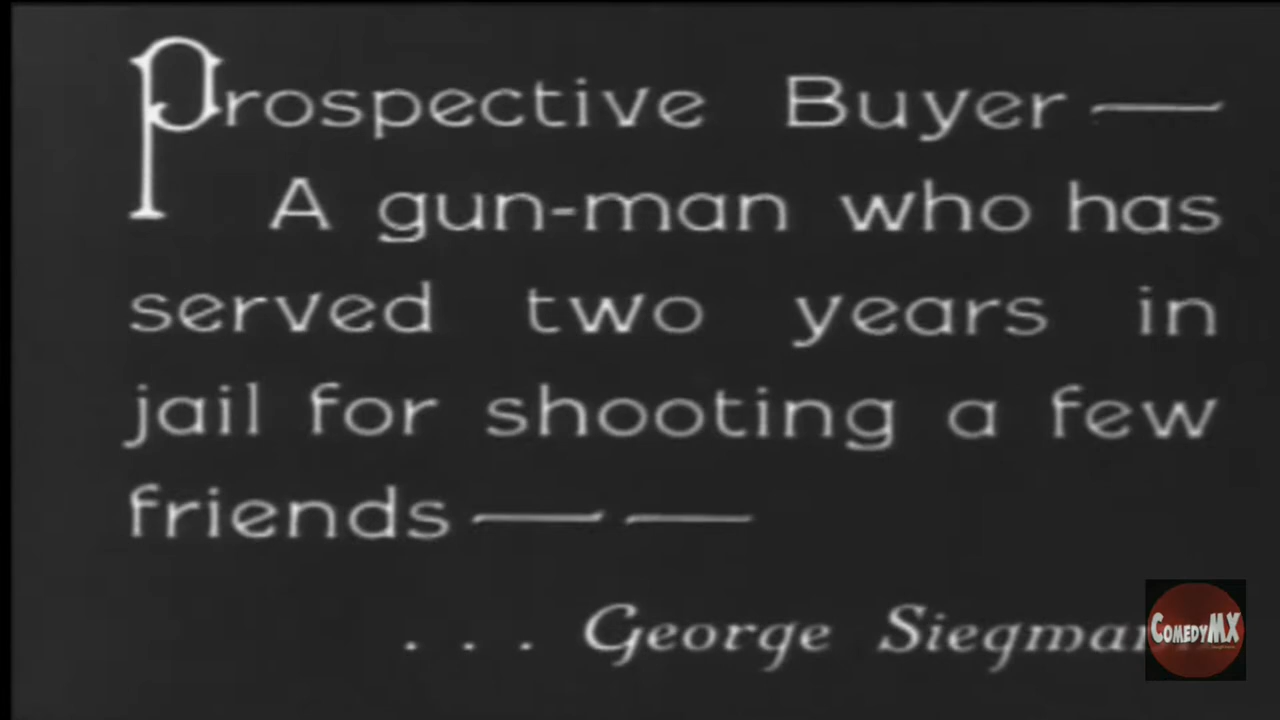 Prospective Buyer —
A gun-man who has
served two years in
jail for shooting a few
friends — —
. . . George
COMEDYMX